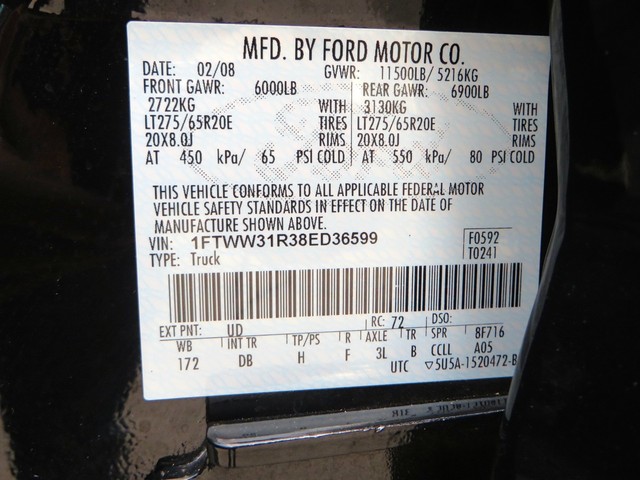 MFD. BY FORD MOTOR CO.
DATE: 02/08 GVWR: 11500LB/ 5216KG
FRONT GAWR: 6000LB REAR GAWR: 6900LB
2722KG WITH 3130KG WITH
LT275/65R20E TIRES LT275/65R20E TIRES
20X8.0J RIMS 20X8.0J RIMS
AT 450 kPa/ 65 PSI COLD AT 550 kPa/ 80 PSI COLD
THIS VEHICLE CONFORMS TO ALL APPLICABLE FEDERAL MOTOR
VEHICLE SAFETY STANDARDS IN EFFECT ON THE DATE OF
MANUFACTURE SHOWN ABOVE.
VIN: 1FTWW31R38ED36599 F0592
TYPE: Truck T0241
EXT PNT: UD RC: 72 DSO:
WB INT TR TP/PS R AXLE TR SPR 8F716
172 DB H F 3L B CCLL A05
UTC ▽5U5A-1520472-B